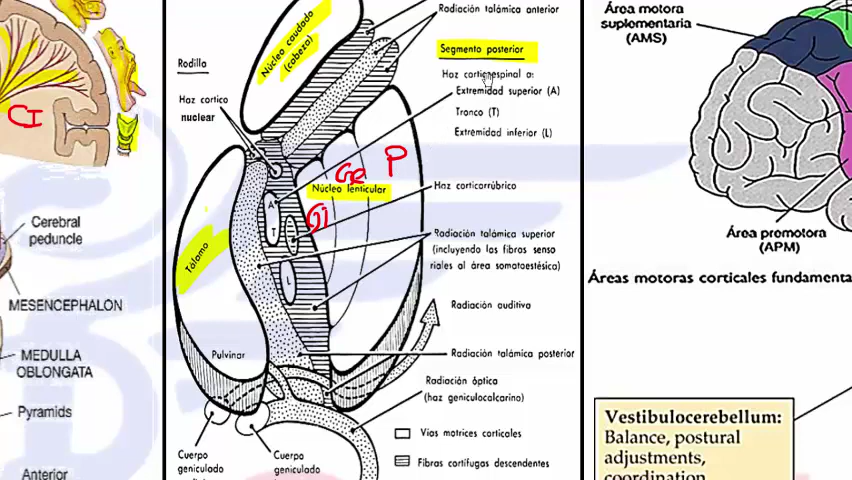 CI
Cerebral
peduncle
MESENCEPHALON
MEDULLA
OBLONGATA
Pyramids
Anterior
Núcleo caudado
(cabeza)
Rodilla
Haz cortico
nuclear
Radiación talámica anterior
Segmento posterior
Haz corticoespinal o:
Extremidad superior (A)
Tronco (T)
Extremidad inferior (L)
Ge
P
Núcleo lenticular
Gi
A
T
L
Haz corticorrúbrico
Tálamo
Radiación talámica superior
(incluyendo las fibras senso
riales al área somatoestésica)
Radiación auditiva
Pulvinar
Radiación talámica posterior
Radiación óptica
(haz geniculocalcarino)
Cuerpo
geniculado
Cuerpo
geniculado
Vías motrices corticales
Fibras cortífugas descendentes
Área motora
suplementaria
(AMS)
Área premotora
(APM)
Áreas motoras corticales fundamenta
Vestibulocerebellum:
Balance, postural
adjustments,
coordination